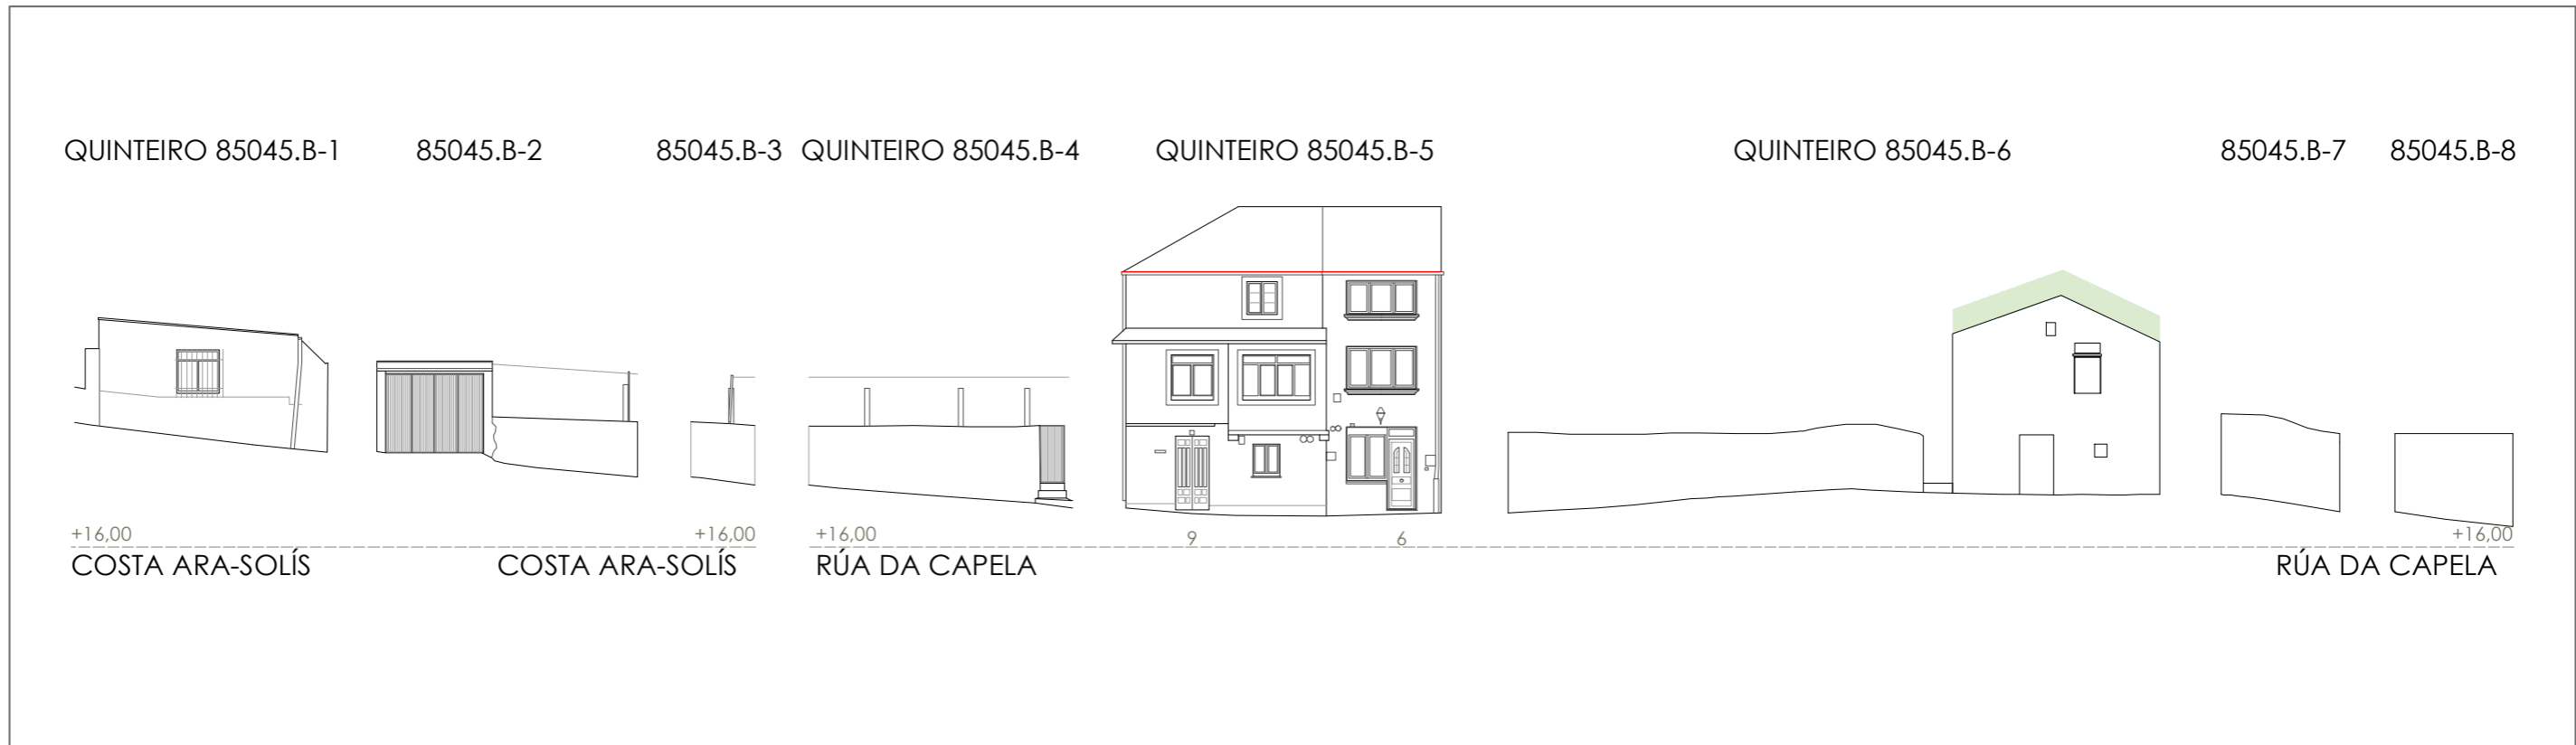 QUINTEIRO 85045.B-1 85045.B-2 85045.B-3 QUINTEIRO 85045.B-4 QUINTEIRO 85045.B-5 QUINTEIRO 85045.B-6 85045.B-7 85045.B-8
+16,00 +16,00 +16,00 9 6 +16,00
COSTA ARA-SOLÍS COSTA ARA-SOLÍS RÚA DA CAPELA RÚA DA CAPELA